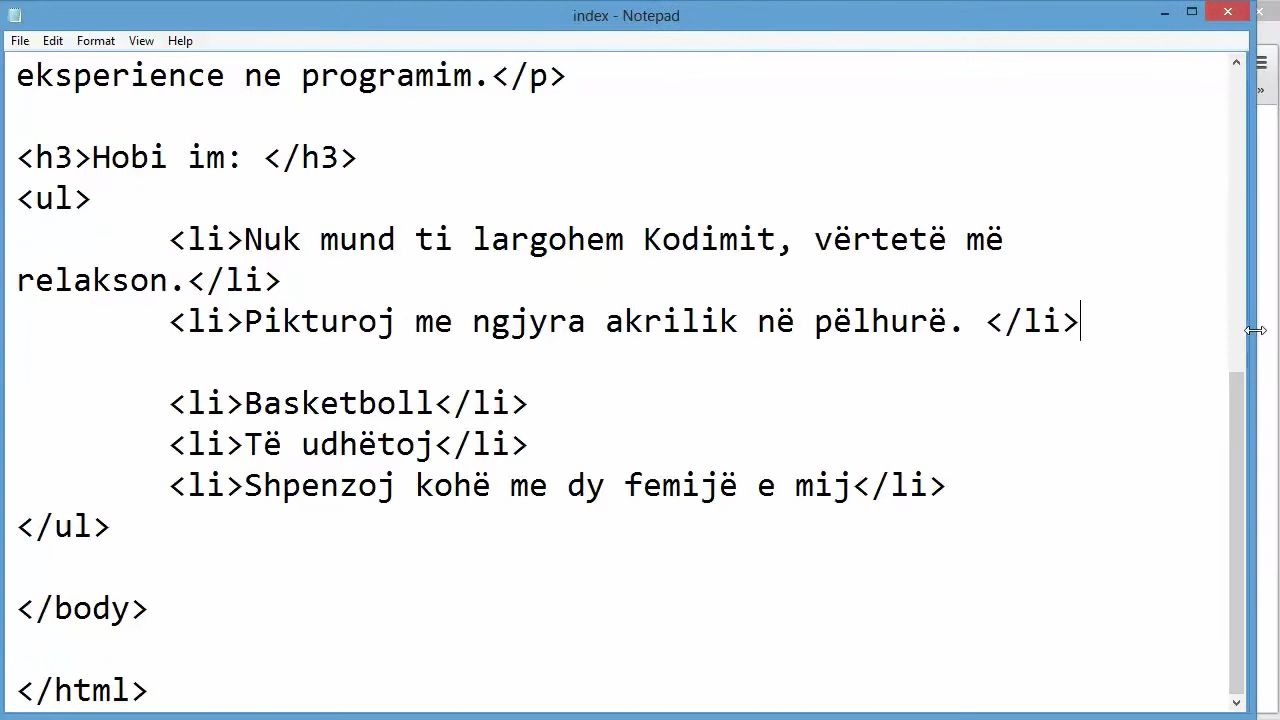 index - Notepad
File Edit Format View Help
eksperience ne programim.</p>
<h3>Hobi im: </h3>
<ul>
<li>Nuk mund ti largohem Kodimit, vërtetë më
relakson.</li>
<li>Pikturoj me ngjyra akrilik në pëlhurë. </li>
<li>Basketboll</li>
<li>Të udhëtoj</li>
<li>Shpenzoj kohë me dy femijë e mij</li>
</ul>
</body>
</html>